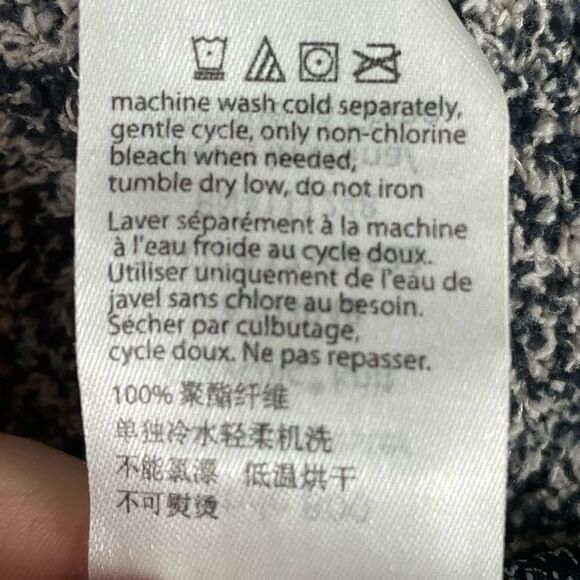 machine wash cold separately,
gentle cycle, only non-chlorine
bleach when needed,
tumble dry low, do not iron
Laver séparément à la machine
à l'eau froide au cycle doux.
Utiliser uniquement de l'eau de
javel sans chlore au besoin.
Sécher par culbutage,
cycle doux. Ne pas repasser.
100% 聚酯纤维
单独冷水轻柔机洗
不能氯漂 低温烘干
不可熨烫